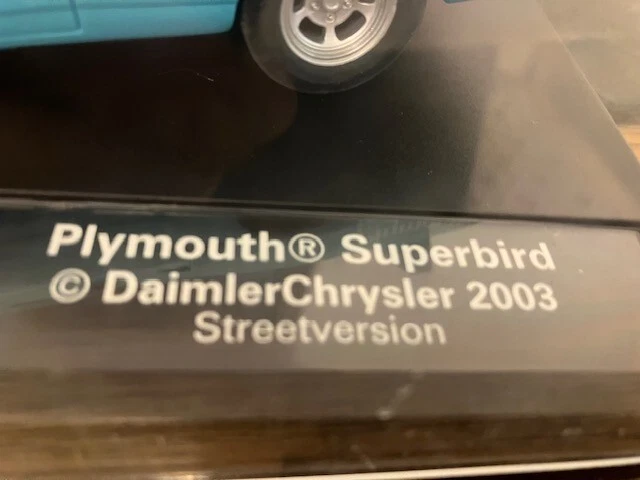 Plymouth® Superbird
© DaimlerChrysler 2003
Streetversion